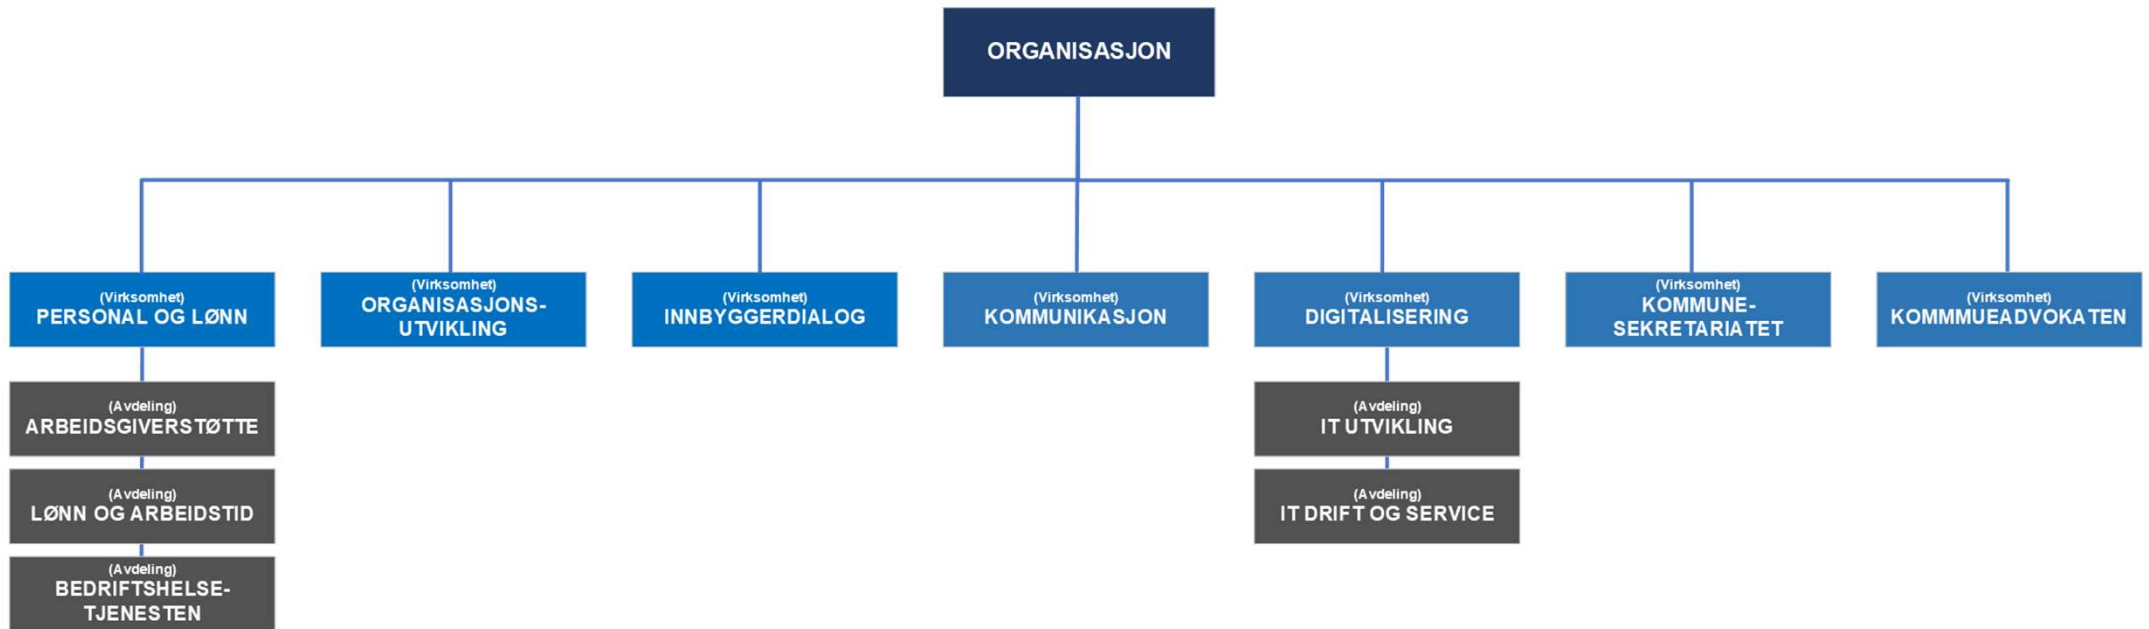 ORGANISASJON
(Virksomhet)
PERSONAL OG LØNN
(Virksomhet)
ORGANISASJONS-
UTVIKLING
(Virksomhet)
INNBYGGERDIALOG
(Virksomhet)
KOMMUNIKASJON
(Virksomhet)
DIGITALISERING
(Virksomhet)
KOMMUNE-
SEKRETARIATET
(Virksomhet)
KOMMMUEADVOKATEN
(Avdeling)
ARBEIDSGIVERSTØTTE
(Avdeling)
LØNN OG ARBEIDSTID
(Avdeling)
BEDRIFTSHELSE-
TJENESTEN
(Avdeling)
IT UTVIKLING
(Avdeling)
IT DRIFT OG SERVICE